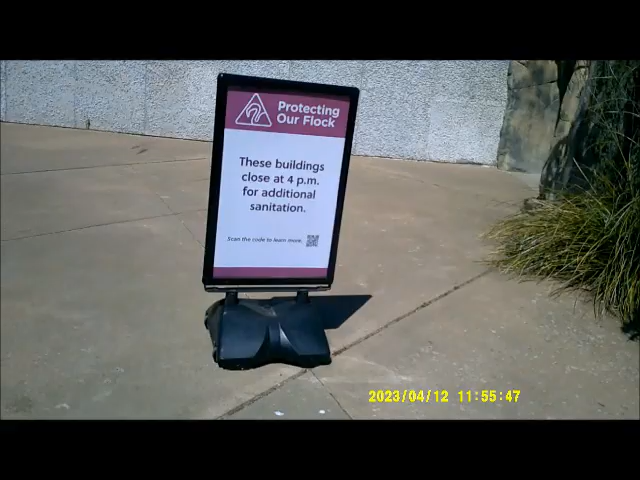 Protecting
Our Flock
These buildings
close at 4 p.m.
for additional
sanitation.
Scan the code to learn more.
2023/04/12 11:55:47